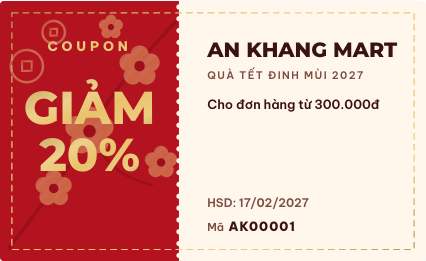 COUPON
GIẢM
20%
AN KHANG MART
QUÀ TẾT ĐINH MÙI 2027
Cho đơn hàng từ 300.000đ
HSD: 17/02/2027
Mã AK00001